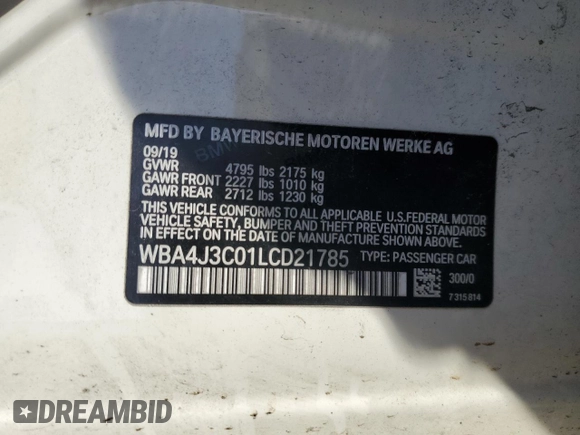 MFD BY BAYERISCHE MOTOREN WERKE AG
09/19
GVWR 4795 lbs 2175 kg
GAWR FRONT 2227 lbs 1010 kg
GAWR REAR 2712 lbs 1230 kg
THIS VEHICLE CONFORMS TO ALL APPLICABLE U.S.FEDERAL MOTOR
VEHICLE SAFETY, BUMPER, AND THEFT PREVENTION STANDARDS
IN EFFECT ON THE DATE OF MANUFACTURE SHOWN ABOVE.
WBA4J3C01LCD21785 TYPE: PASSENGER CAR
300/0
7315814
DREAMBID